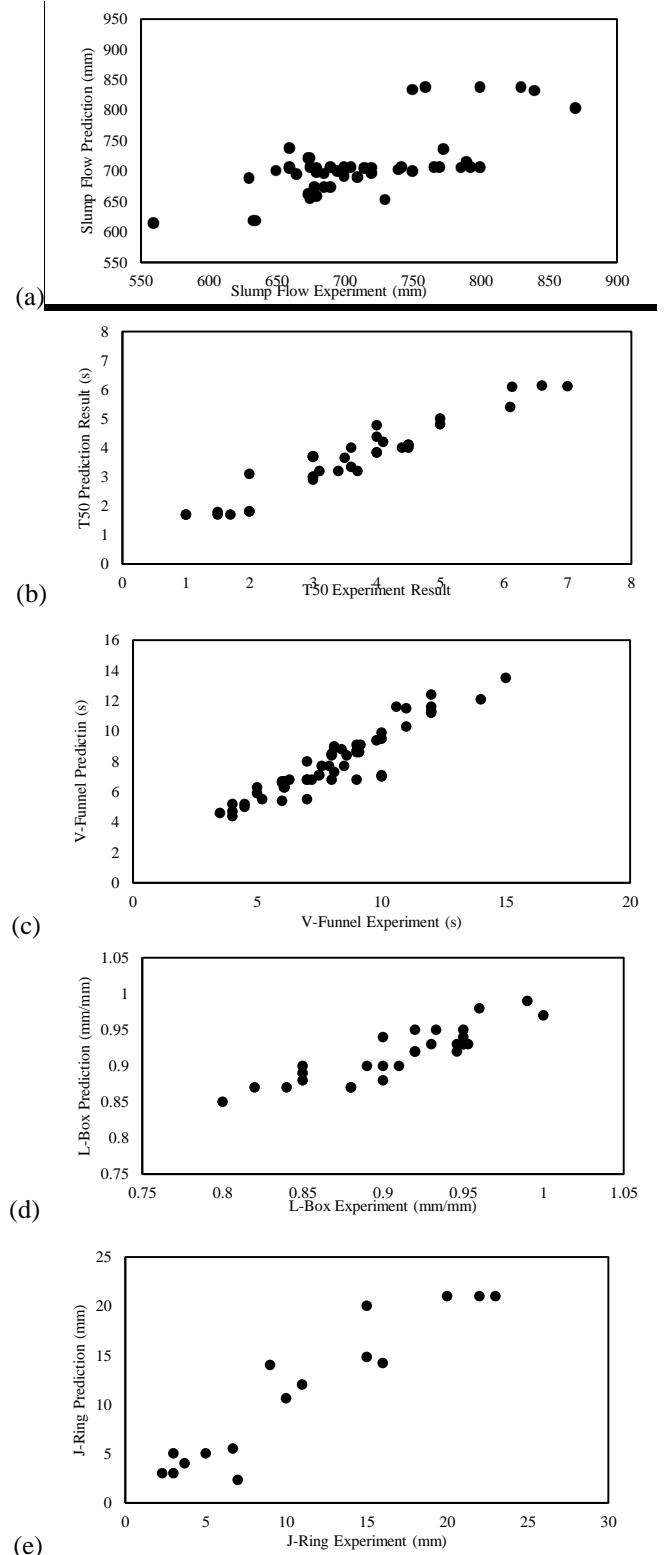 950
900
850
800
750
700
650
600
550
Slump Flow Prediction (mm)
550 600 650 700 750 800 850 900
Slump Flow Experiment (mm)
(a)
8
7
6
5
4
3
2
1
0
T50 Prediction Result (s)
0 1 2 3 4 5 6 7 8
T50 Experiment Result
(b)
16
14
12
10
8
6
4
2
0
V-Funnel Predictin (s)
0 5 10 15 20
V-Funnel Experiment (s)
(c)
1.05
1
0.95
0.9
0.85
0.8
0.75
L-Box Prediction (mm/mm)
0.75 0.8 0.85 0.9 0.95 1 1.05
L-Box Experiment (mm/mm)
(d)
25
20
15
10
5
0
J-Ring Prediction (mm)
0 5 10 15 20 25 30
J-Ring Experiment (mm)
(e)